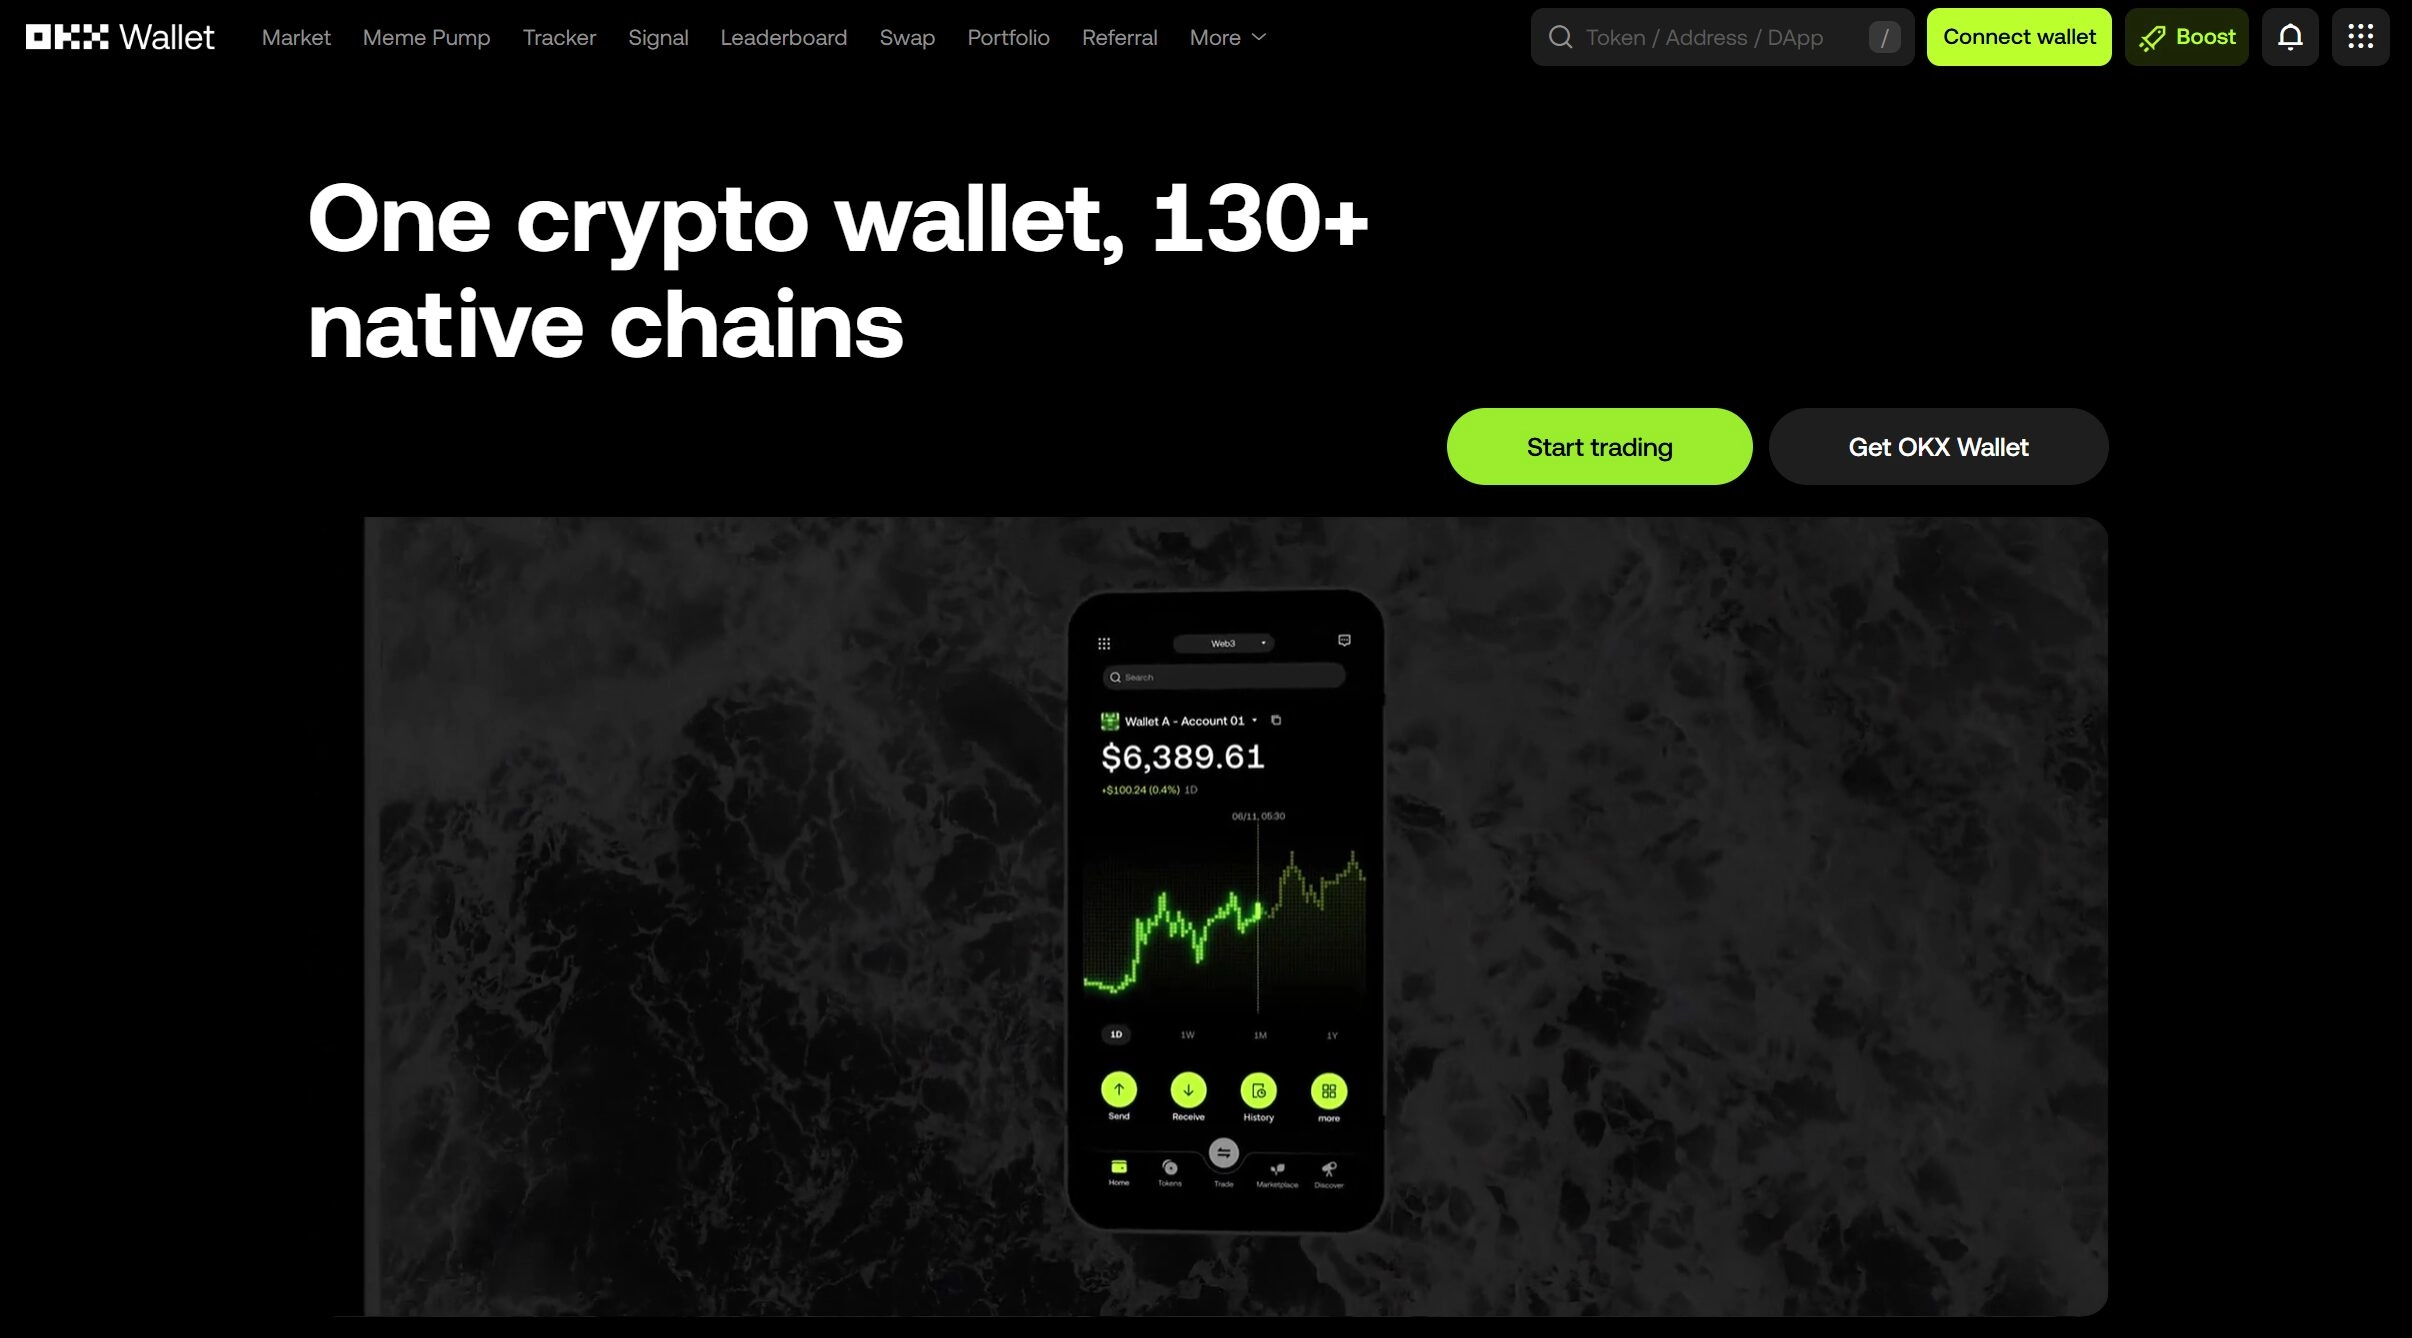 OKX Wallet
Market
Meme Pump
Tracker
Signal
Leaderboard
Swap
Portfolio
Referral
More
Token / Address / DApp
/
Connect wallet
Boost
One crypto wallet, 130+
native chains
Start trading
Get OKX Wallet
Web3
Search
Wallet A - Account 01
$6,389.61
+$100.24 (0.4%) 1D
06/11, 05:30
1D
1W
1M
1Y
Send
Receive
History
more
Home
Tokens
Trade
Marketplace
Discover